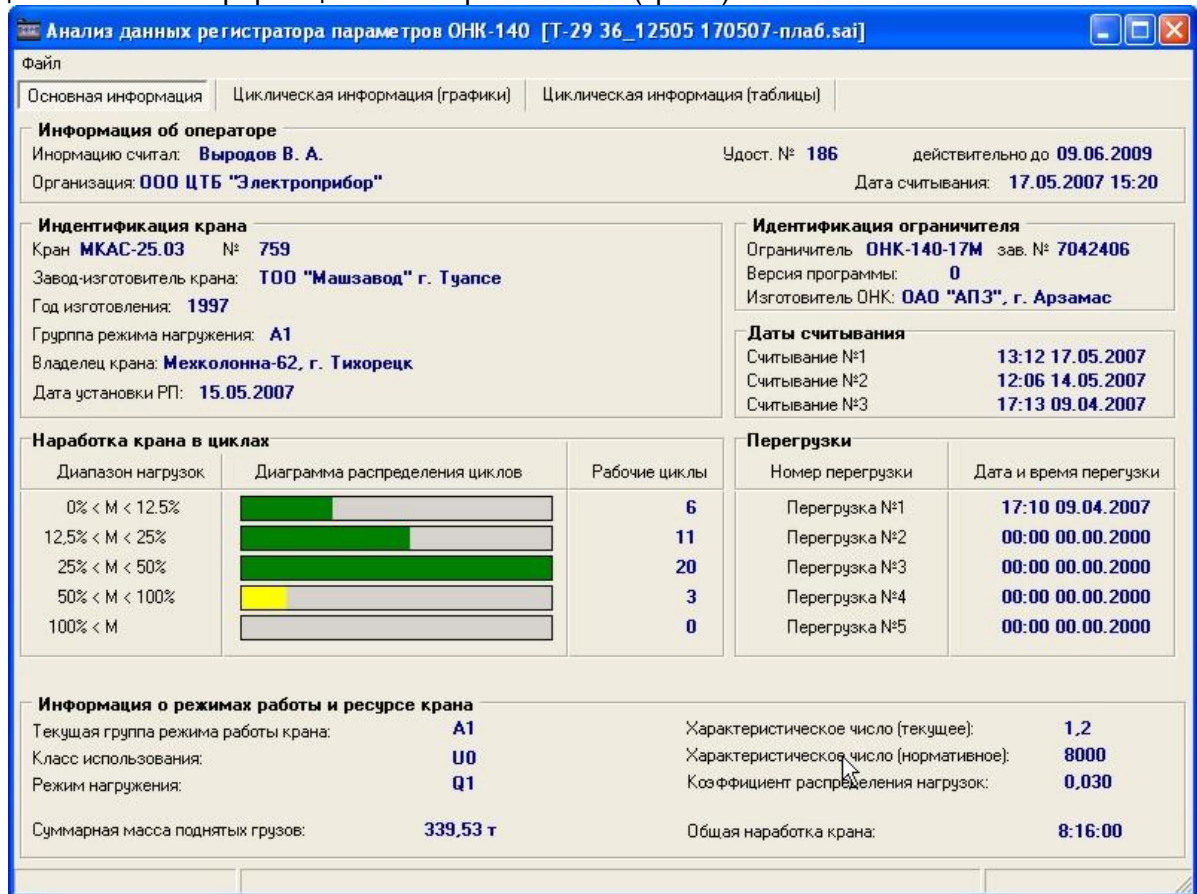 Анализ данных регистратора параметров ОНК-140 [Т-29 36_12505 170507-плаб.sai]
Файл
Основная информация Циклическая информация (графики) Циклическая информация (таблицы)
Информация об операторе
Инормацию считал: Выродов В. А. Удост. № 186 действительно до 09.06.2009
Организация: ООО ЦТБ "Электроприбор" Дата считывания: 17.05.2007 15:20
Индентификация крана
Кран МКАС-25.03 № 759
Завод-изготовитель крана: ТОО "Машзавод" г. Туапсе
Год изготовления: 1997
Групппа режима нагружения: А1
Владелец крана: Мехколонна-62, г. Тихорецк
Дата установки РП: 15.05.2007
Идентификация ограничителя
Ограничитель ОНК-140-17М зав. № 7042406
Версия программы: 0
Изготовитель ОНК: ОАО "АПЗ", г. Арзамас
Даты считывания
Считывание №1 13:12 17.05.2007
Считывание №2 12:06 14.05.2007
Считывание №3 17:13 09.04.2007
Наработка крана в циклах
Диапазон нагрузок Диаграмма распределения циклов Рабочие циклы
0% < M < 12.5% 6
12,5% < M < 25% 11
25% < M < 50% 20
50% < M < 100% 3
100% < M 0
Перегрузки
Номер перегрузки Дата и время перегузки
Перегрузка №1 17:10 09.04.2007
Перегрузка №2 00:00 00.00.2000
Перегрузка №3 00:00 00.00.2000
Перегрузка №4 00:00 00.00.2000
Перегрузка №5 00:00 00.00.2000
Информация о режимах работы и ресурсе крана
Текущая группа режима работы крана: А1 Характеристическое число (текущее): 1,2
Класс использования: U0 Характеристическое число (нормативное): 8000
Режим нагружения: Q1 Коэффициент распределения нагрузок: 0,030
Суммарная масса поднятых грузов: 339,53 т Общая наработка крана: 8:16:00